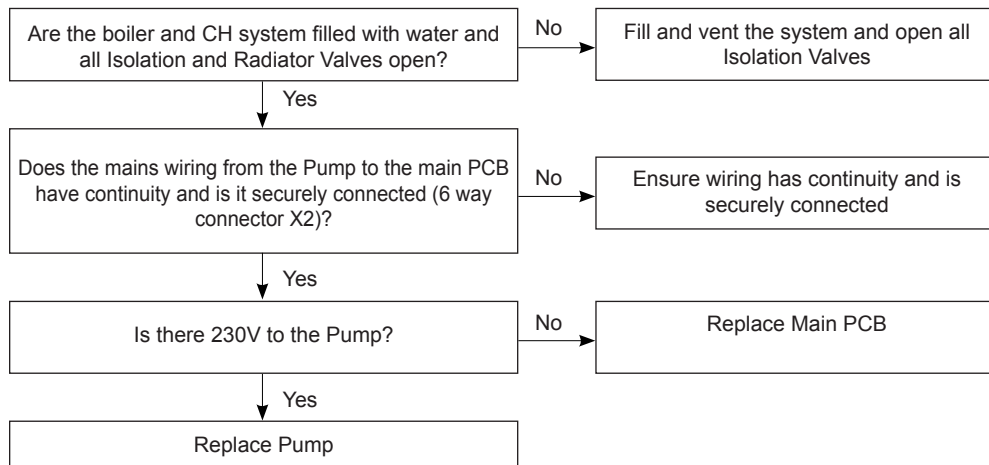 Are the boiler and CH system filled with water and
all Isolation and Radiator Valves open?
No
Fill and vent the system and open all
Isolation Valves
Yes
Does the mains wiring from the Pump to the main PCB
have continuity and is it securely connected (6 way
connector X2)?
No
Ensure wiring has continuity and is
securely connected
Yes
Is there 230V to the Pump?
No
Replace Main PCB
Yes
Replace Pump